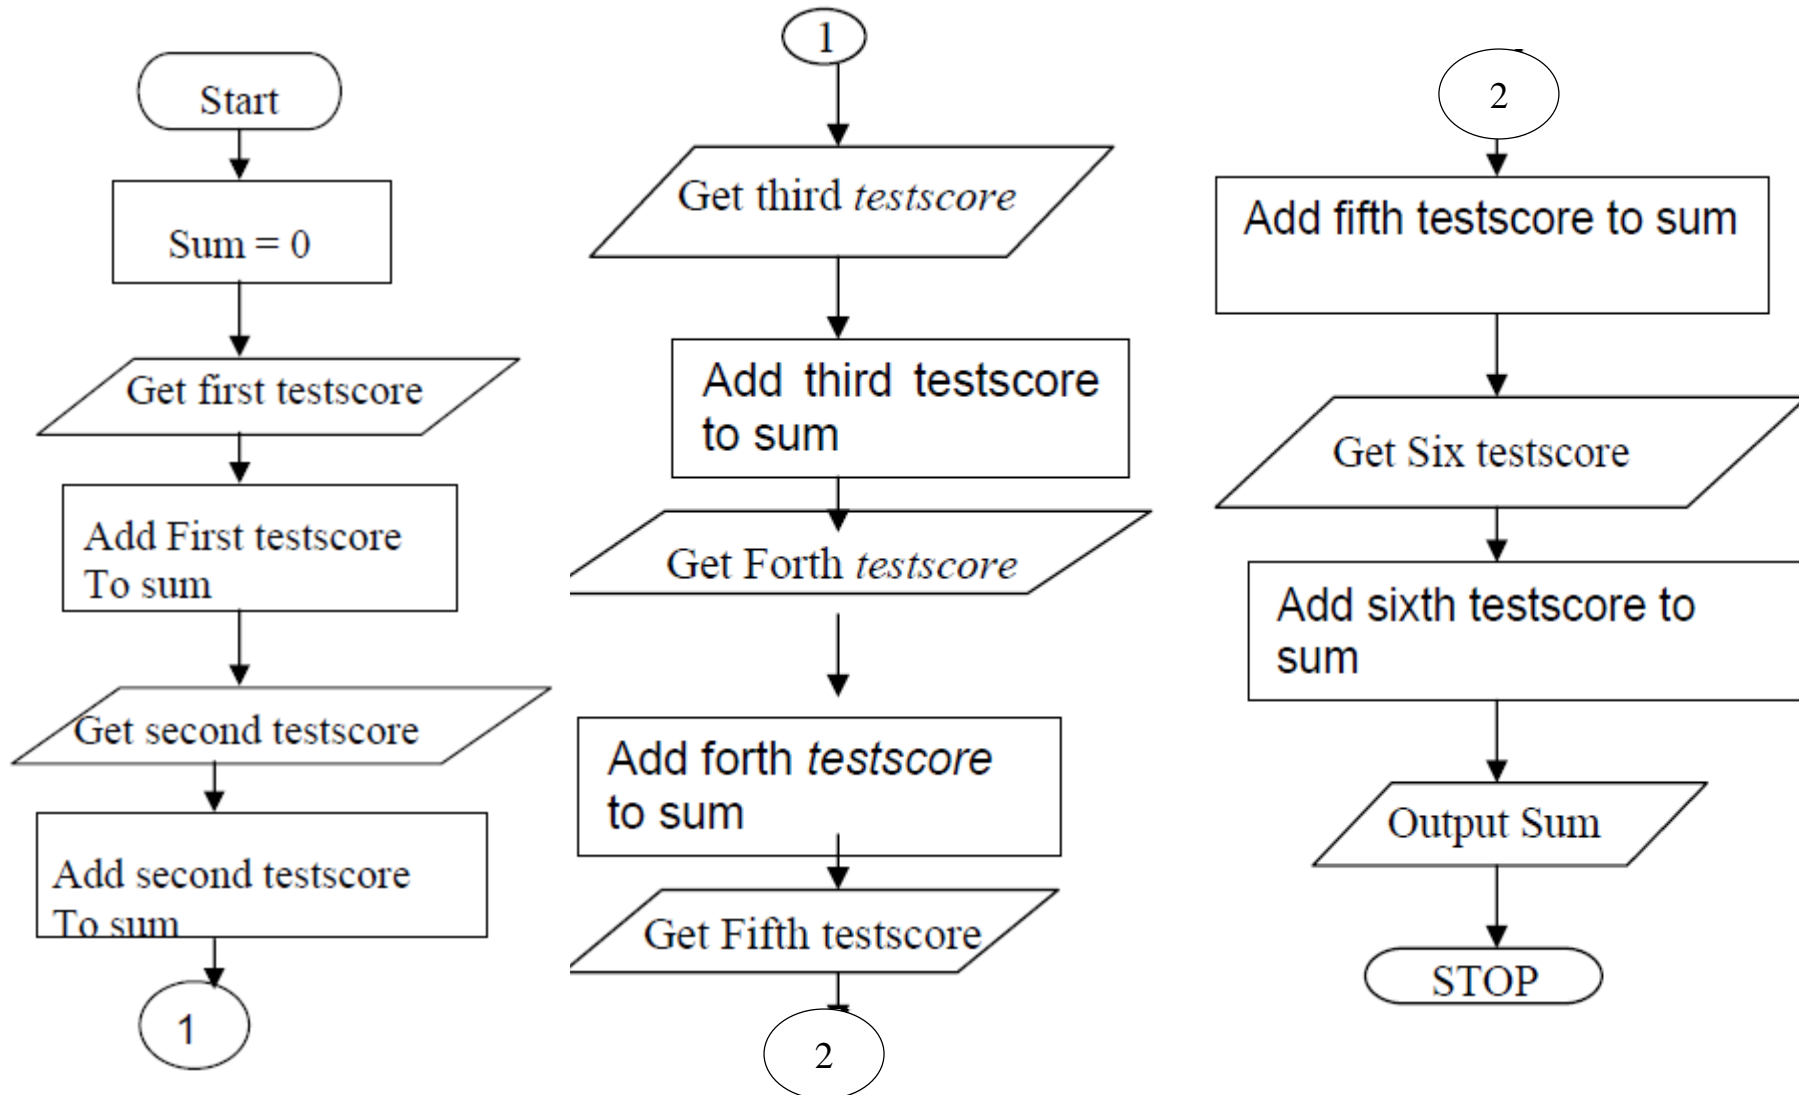 Start
Sum = 0
Get first testscore
Add First testscore
To sum
Get second testscore
Add second testscore
To sum
1
1
Get third testscore
Add third testscore
to sum
Get Forth testscore
Add forth testscore
to sum
Get Fifth testscore
2
2
Add fifth testscore to sum
Get Six testscore
Add sixth testscore to
sum
Output Sum
STOP